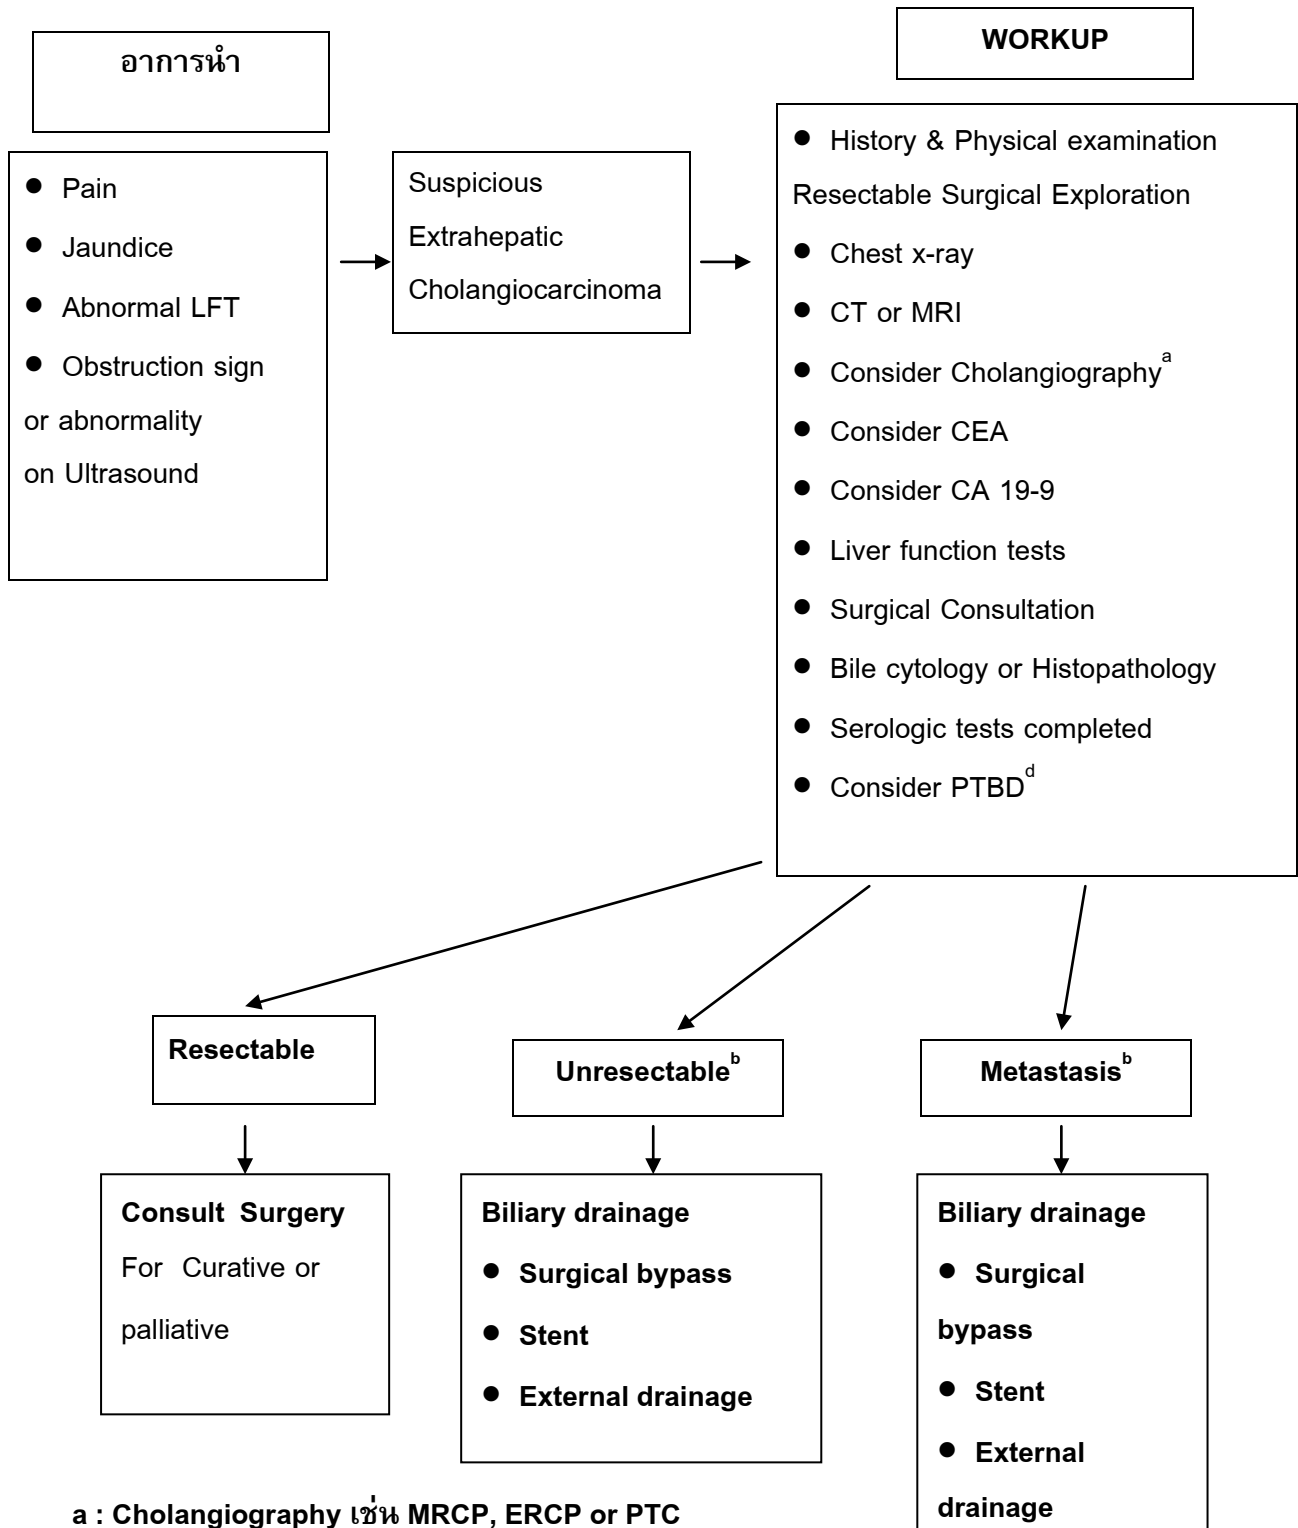 อาการนำ
WORKUP
● Pain
● Jaundice
● Abnormal LFT
● Obstruction sign
or abnormality
on Ultrasound
Suspicious
Extrahepatic
Cholangiocarcinoma
● History & Physical examination
Resectable Surgical Exploration
● Chest x-ray
● CT or MRI
● Consider Cholangiography^a
● Consider CEA
● Consider CA 19-9
● Liver function tests
● Surgical Consultation
● Bile cytology or Histopathology
● Serologic tests completed
● Consider PTBD^d
Resectable
Unresectable^b
Metastasis^b
Consult Surgery
For Curative or
palliative
Biliary drainage
● Surgical bypass
● Stent
● External drainage
Biliary drainage
● Surgical
bypass
● Stent
● External
drainage
a : Cholangiography เช่น MRCP, ERCP or PTC